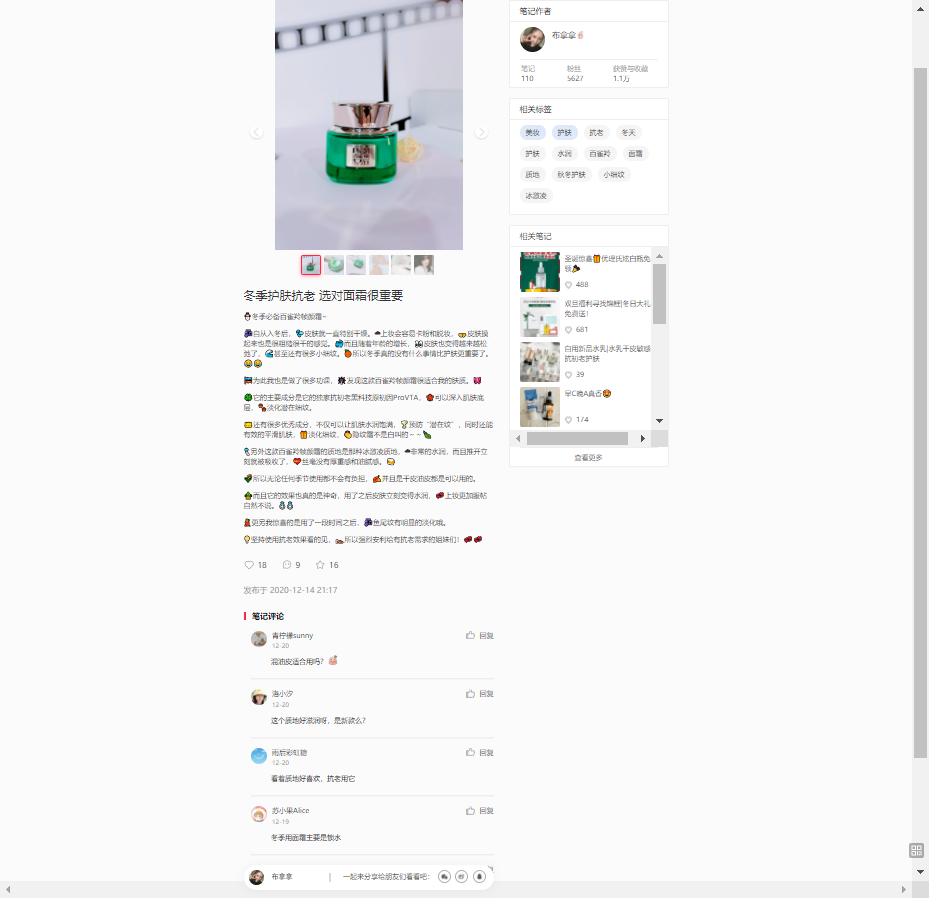 冬季护肤抗老 选对面霜很重要
冬季必备百雀羚帧颜霜~
自从入冬后，皮肤就一直特别干燥。上妆会容易卡粉和脱妆，皮肤摸
起来也是很粗糙很干的感觉。而且随着年龄的增长，皮肤也变得越来越松
弛了，甚至还有很多小细纹。所以冬季真的没有什么事情比护肤更重要了。
为此我也是做了很多功课，发现这款百雀羚帧颜霜很适合我的肤质。
它的主要成分是它的独家抗初老黑科技原初因ProVTA，可以深入肌肤底
层，淡化潜在细纹。
还有很多优秀成分，不仅可以让肌肤水润饱满，预防“潜在纹”，同时还能
有效的平滑肌肤，淡化细纹，隐纹霜不是白叫的~~
另外这款百雀羚帧颜霜的质地是那种冰激凌质地，非常的水润，而且推开立
刻就被吸收了，丝毫没有厚重感和油腻感。
所以无论任何季节使用都不会有负担，并且是干皮油皮都是可以用的。
而且它的效果也真的是神奇，用了之后皮肤立刻变得水润，上妆更加服帖
自然不说。
更另我惊喜的是用了一段时间之后，鱼尾纹有明显的淡化哦。
坚持使用抗老效果看的见，所以强烈安利给有抗老需求的姐妹们！
18 9 16
发布于 2020-12-14 21:17
笔记评论
青柠檬sunny 回复
12-20
混油皮适合用吗？
洛小汐 回复
12-20
这个质地好滋润呀，是新款么？
雨后彩虹糖 回复
12-20
看着质地好喜欢，抗老用它
苏小果Alice 回复
12-19
冬季用面霜主要是锁水
布拿拿 | 一起来分享给朋友们看看吧：
笔记作者
布拿拿
笔记 粉丝 获赞与收藏
110 5627 1.1万
相关标签
美妆 护肤 抗老 冬天
护肤 水润 百雀羚 面霜
质地 秋冬护肤 小细纹
冰激凌
相关笔记
圣诞惊喜优理氏炫白瓶免
488
双旦福利寻找锦鲤|冬日大礼
免费送！
681
白用新品水乳|水乳干皮敏感
抗初老护肤
39
早C晚A真香
174
查看更多